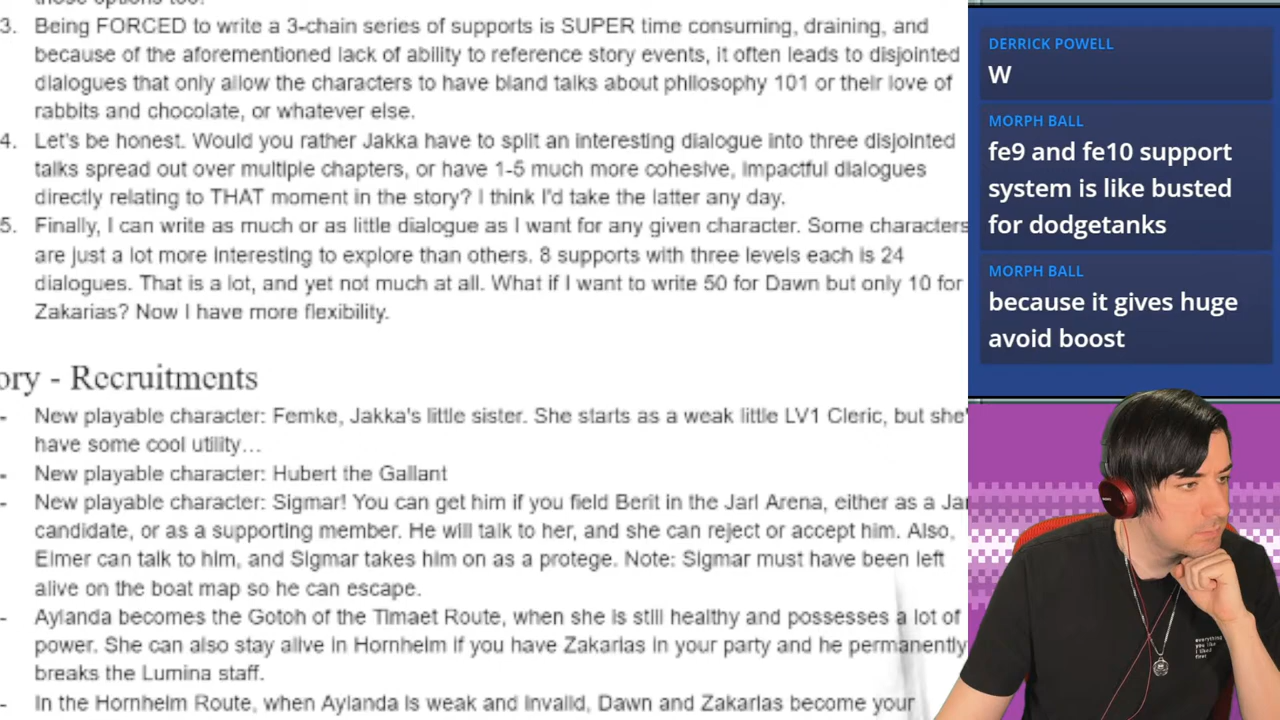 those options too!
3. Being FORCED to write a 3-chain series of supports is SUPER time consuming, draining, and
because of the aforementioned lack of ability to reference story events, it often leads to disjointed
dialogues that only allow the characters to have bland talks about philosophy 101 or their love of
rabbits and chocolate, or whatever else.
4. Let's be honest. Would you rather Jakka have to split an interesting dialogue into three disjointed
talks spread out over multiple chapters, or have 1-5 much more cohesive, impactful dialogues
directly relating to THAT moment in the story? I think I'd take the latter any day.
5. Finally, I can write as much or as little dialogue as I want for any given character. Some characters
are just a lot more interesting to explore than others. 8 supports with three levels each is 24
dialogues. That is a lot, and yet not much at all. What if I want to write 50 for Dawn but only 10 for
Zakarias? Now I have more flexibility.
ory - Recruitments
- New playable character: Femke, Jakka's little sister. She starts as a weak little LV1 Cleric, but she'
have some cool utility…
- New playable character: Hubert the Gallant
- New playable character: Sigmar! You can get him if you field Berit in the Jarl Arena, either as a Jar
candidate, or as a supporting member. He will talk to her, and she can reject or accept him. Also,
Elmer can talk to him, and Sigmar takes him on as a protege. Note: Sigmar must have been left
alive on the boat map so he can escape.
- Aylanda becomes the Gotoh of the Timaet Route, when she is still healthy and possesses a lot of
power. She can also stay alive in Hornhelm if you have Zakarias in your party and he permanently
breaks the Lumina staff.
- In the Hornhelm Route, when Aylanda is weak and invalid, Dawn and Zakarias become your
DERRICK POWELL
W
MORPH BALL
fe9 and fe10 support
system is like busted
for dodgetanks
MORPH BALL
because it gives huge
avoid boost
everything
you like
I liked
first